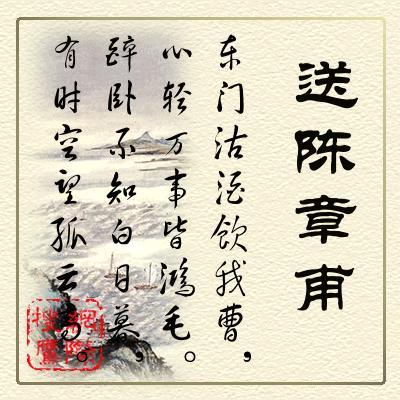 送陈章甫
东门沽酒饮我曹，
心轻万事皆鸿毛。
醉卧不知白日暮，
有时空望孤云高。